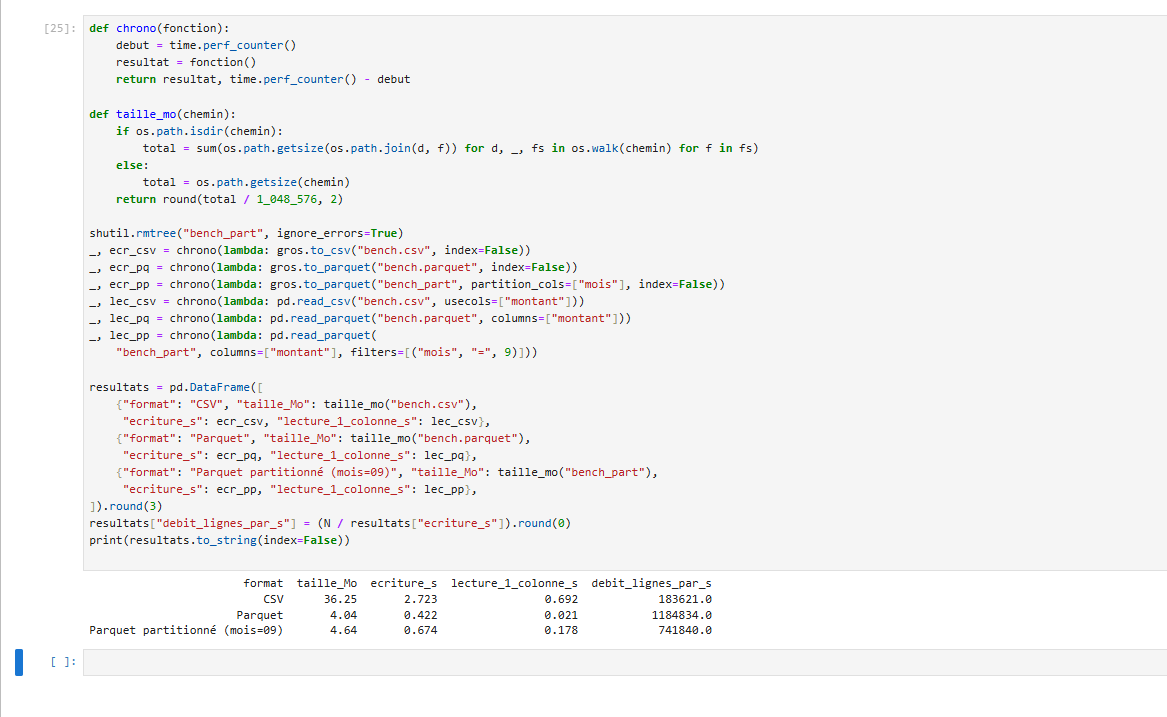 [25]:
def chrono(fonction):
    debut = time.perf_counter()
    resultat = fonction()
    return resultat, time.perf_counter() - debut

def taille_mo(chemin):
    if os.path.isdir(chemin):
        total = sum(os.path.getsize(os.path.join(d, f)) for d, _, fs in os.walk(chemin) for f in fs)
    else:
        total = os.path.getsize(chemin)
    return round(total / 1_048_576, 2)

shutil.rmtree("bench_part", ignore_errors=True)
_, ecr_csv = chrono(lambda: gros.to_csv("bench.csv", index=False))
_, ecr_pq = chrono(lambda: gros.to_parquet("bench.parquet", index=False))
_, ecr_pp = chrono(lambda: gros.to_parquet("bench_part", partition_cols=["mois"], index=False))
_, lec_csv = chrono(lambda: pd.read_csv("bench.csv", usecols=["montant"]))
_, lec_pq = chrono(lambda: pd.read_parquet("bench.parquet", columns=["montant"]))
_, lec_pp = chrono(lambda: pd.read_parquet(
    "bench_part", columns=["montant"], filters=[("mois", "=", 9)]))

resultats = pd.DataFrame([
    {"format": "CSV", "taille_Mo": taille_mo("bench.csv"),
     "ecriture_s": ecr_csv, "lecture_1_colonne_s": lec_csv},
    {"format": "Parquet", "taille_Mo": taille_mo("bench.parquet"),
     "ecriture_s": ecr_pq, "lecture_1_colonne_s": lec_pq},
    {"format": "Parquet partitionné (mois=09)", "taille_Mo": taille_mo("bench_part"),
     "ecriture_s": ecr_pp, "lecture_1_colonne_s": lec_pp},
]).round(3)
resultats["debit_lignes_par_s"] = (N / resultats["ecriture_s"]).round(0)
print(resultats.to_string(index=False))

                       format  taille_Mo  ecriture_s  lecture_1_colonne_s  debit_lignes_par_s
                          CSV      36.25       2.723                0.692            183621.0
                      Parquet       4.04       0.422                0.021           1184834.0
Parquet partitionné (mois=09)       4.64       0.674                0.178            741840.0
[ ]: